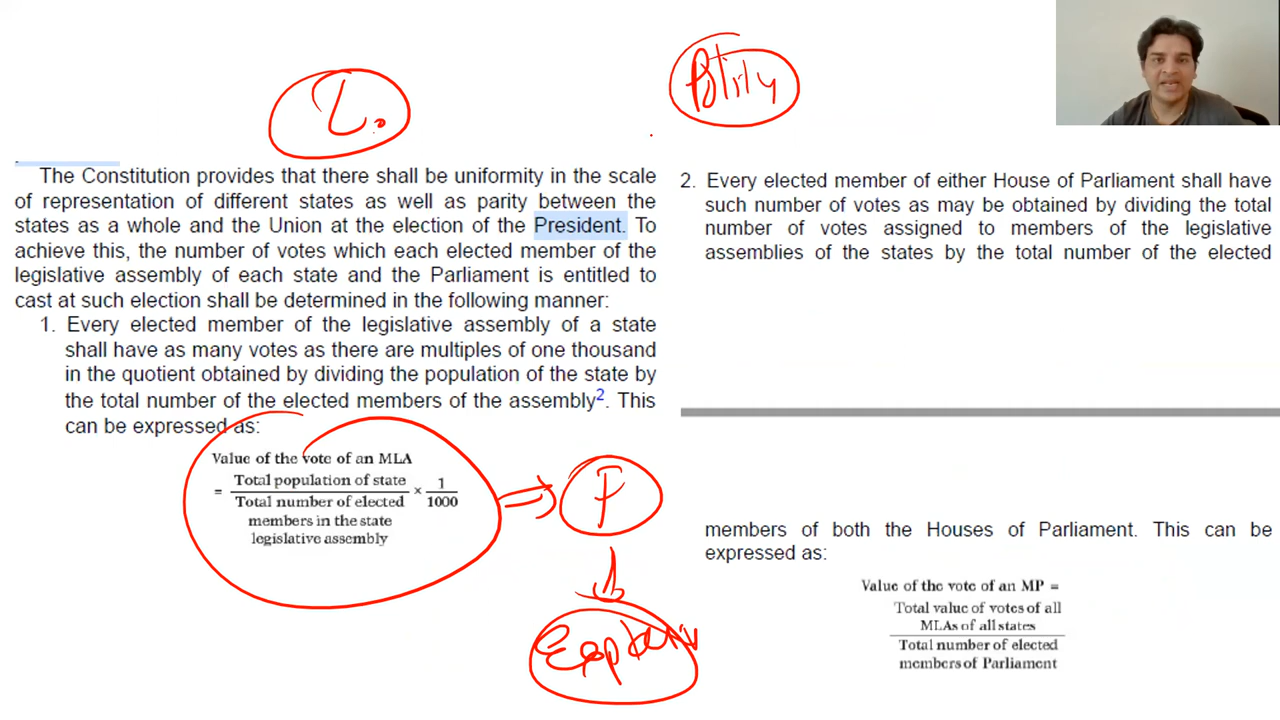 Polity
The Constitution provides that there shall be uniformity in the scale
of representation of different states as well as parity between the
states as a whole and the Union at the election of the President. To
achieve this, the number of votes which each elected member of the
legislative assembly of each state and the Parliament is entitled to
cast at such election shall be determined in the following manner:
1. Every elected member of the legislative assembly of a state
shall have as many votes as there are multiples of one thousand
in the quotient obtained by dividing the population of the state by
the total number of the elected members of the assembly2. This
can be expressed as:
Value of the vote of an MLA
= Total population of state × 1
Total number of elected 1000
members in the state
legislative assembly
F
2. Every elected member of either House of Parliament shall have
such number of votes as may be obtained by dividing the total
number of votes assigned to members of the legislative
assemblies of the states by the total number of the elected
members of both the Houses of Parliament. This can be
expressed as:
Value of the vote of an MP =
Total value of votes of all
MLAs of all states
Total number of elected
members of Parliament